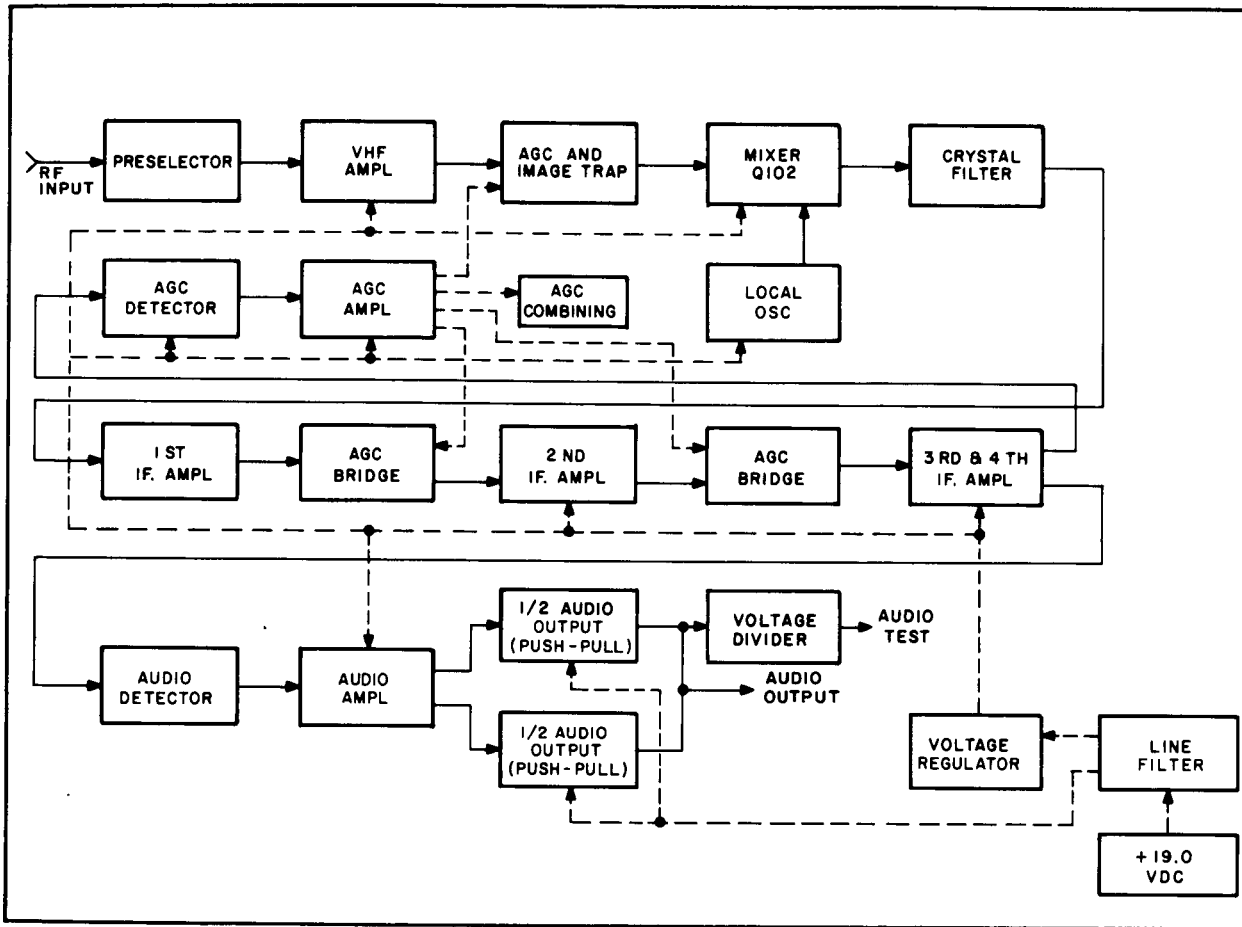 RF
INPUT
PRESELECTOR
VHF
AMPL
AGC AND
IMAGE TRAP
MIXER
Q102
CRYSTAL
FILTER
AGC
DETECTOR
AGC
AMPL
AGC
COMBINING
LOCAL
OSC
1 ST
IF. AMPL
AGC
BRIDGE
2 ND
IF. AMPL
AGC
BRIDGE
3 RD & 4 TH
IF. AMPL
AUDIO
DETECTOR
AUDIO
AMPL
1/2 AUDIO
OUTPUT
(PUSH-PULL)
1/2 AUDIO
OUTPUT
(PUSH-PULL)
VOLTAGE
DIVIDER
AUDIO
TEST
AUDIO
OUTPUT
VOLTAGE
REGULATOR
LINE
FILTER
+19.0
VDC